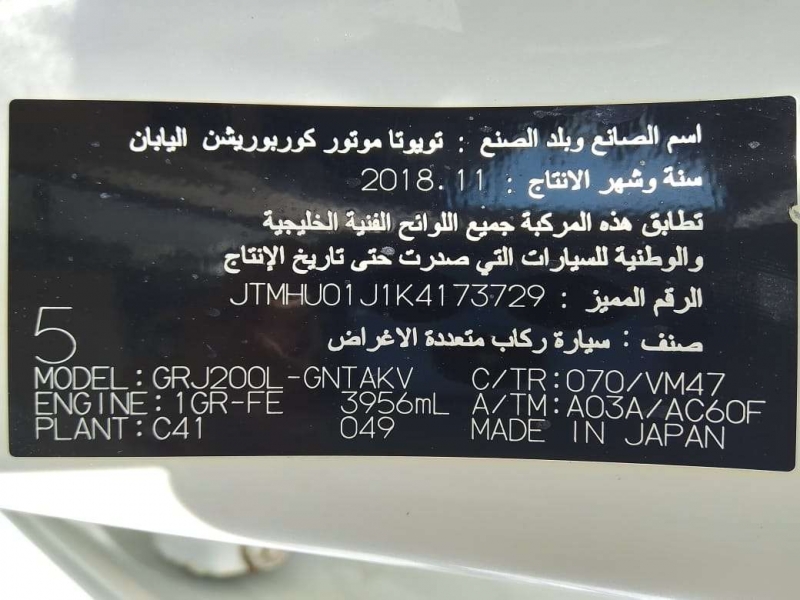 اسم الصانع وبلد الصنع : تويوتا موتور كوربوريشن اليابان
سنة وشهر الانتاج : 2018.11
تطابق هذه المركبة جميع اللوائح الفنية الخليجية
والوطنية للسيارات التي صدرت حتى تاريخ الإنتاج
الرقم المميز : JTMHU01J1K4173729
صنف : سيارة ركاب متعددة الاغراض
5
MODEL:GRJ200L-GNTAKV C/TR:070/VM47
ENGINE:1GR-FE 3956mL A/TM:A03A/AC60F
PLANT:C41 049 MADE IN JAPAN